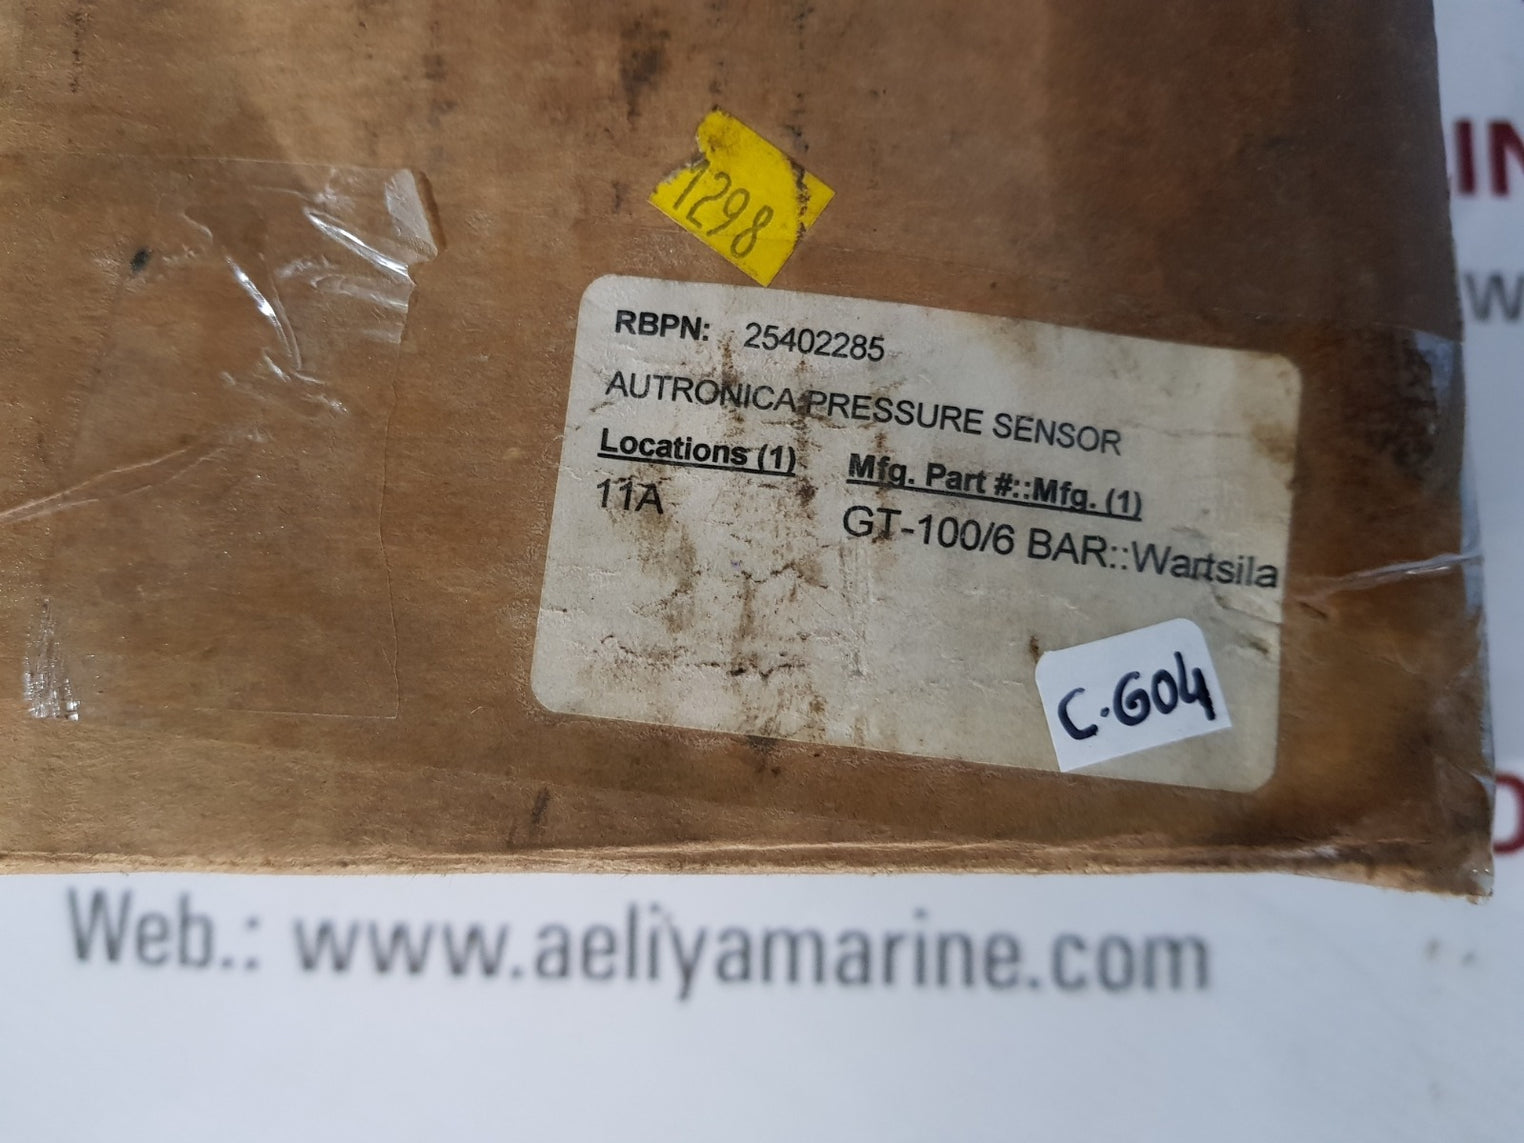 1298
RBPN: 25402285
AUTRONICA PRESSURE SENSOR
Locations (1) Mfg. Part #::Mfg. (1)
11A GT-100/6 BAR::Wartsila
C-G04
Web.: www.aeliyamarine.com